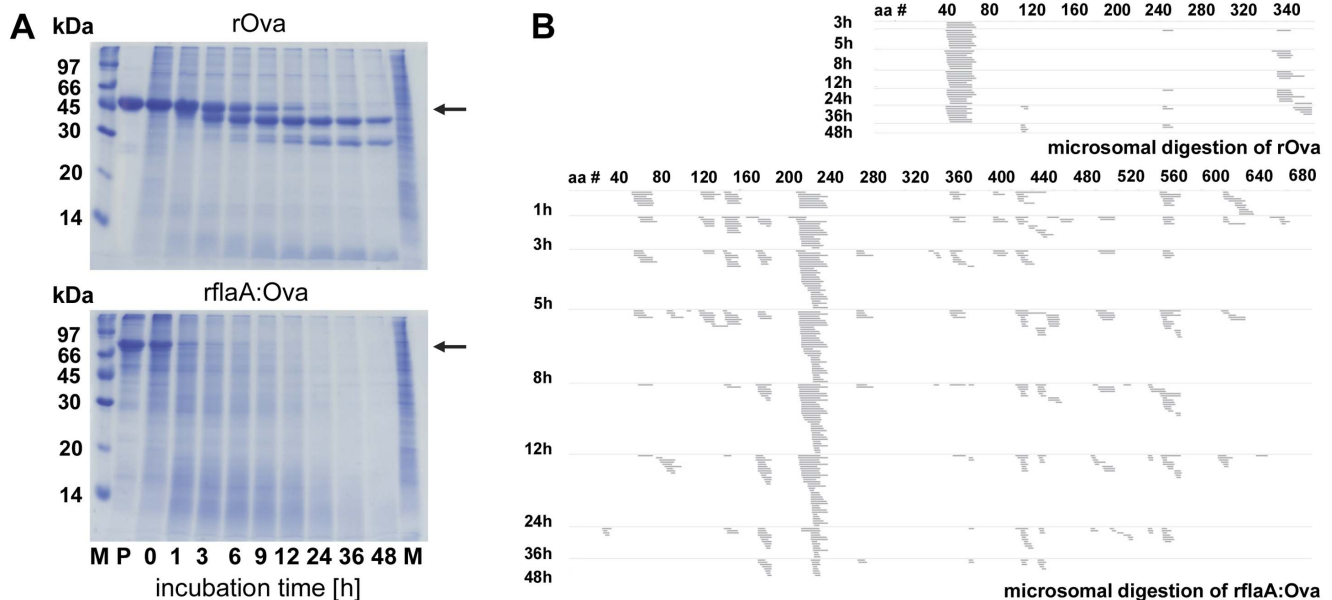 A
kDa
rOva
97
66
45
30
20
14
kDa
rflaA:Ova
97
66
45
30
20
14
M P 0 1 3 6 9 12 24 36 48 M
incubation time [h]
B
aa # 40 80 120 160 200 240 280 320 340
3h
5h
8h
12h
24h
36h
48h
microsomal digestion of rOva
aa # 40 80 120 160 200 240 280 320 360 400 440 480 520 560 600 640 680
1h
3h
5h
8h
12h
24h
36h
48h
microsomal digestion of rflaA:Ova